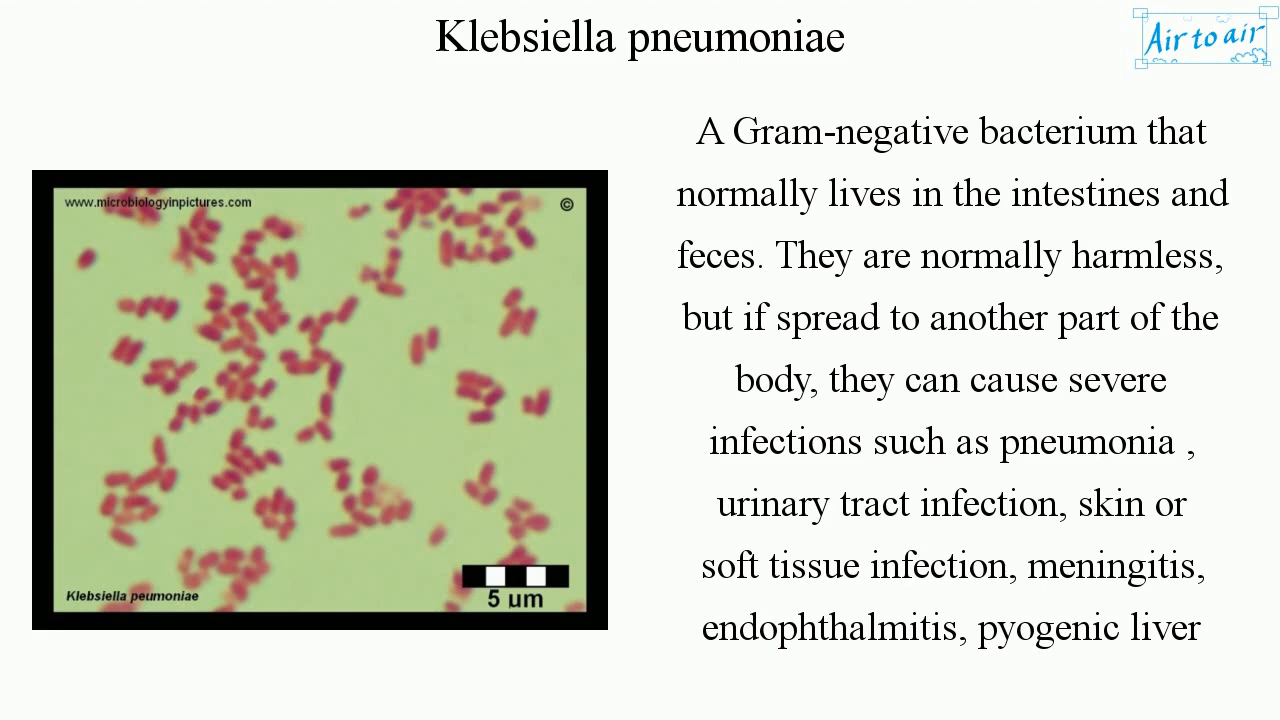 Klebsiella pneumoniae
Air to air
www.microbiologyinpictures.com ©
5 µm
Klebsiella peumoniae
A Gram-negative bacterium that
normally lives in the intestines and
feces. They are normally harmless,
but if spread to another part of the
body, they can cause severe
infections such as pneumonia ,
urinary tract infection, skin or
soft tissue infection, meningitis,
endophthalmitis, pyogenic liver